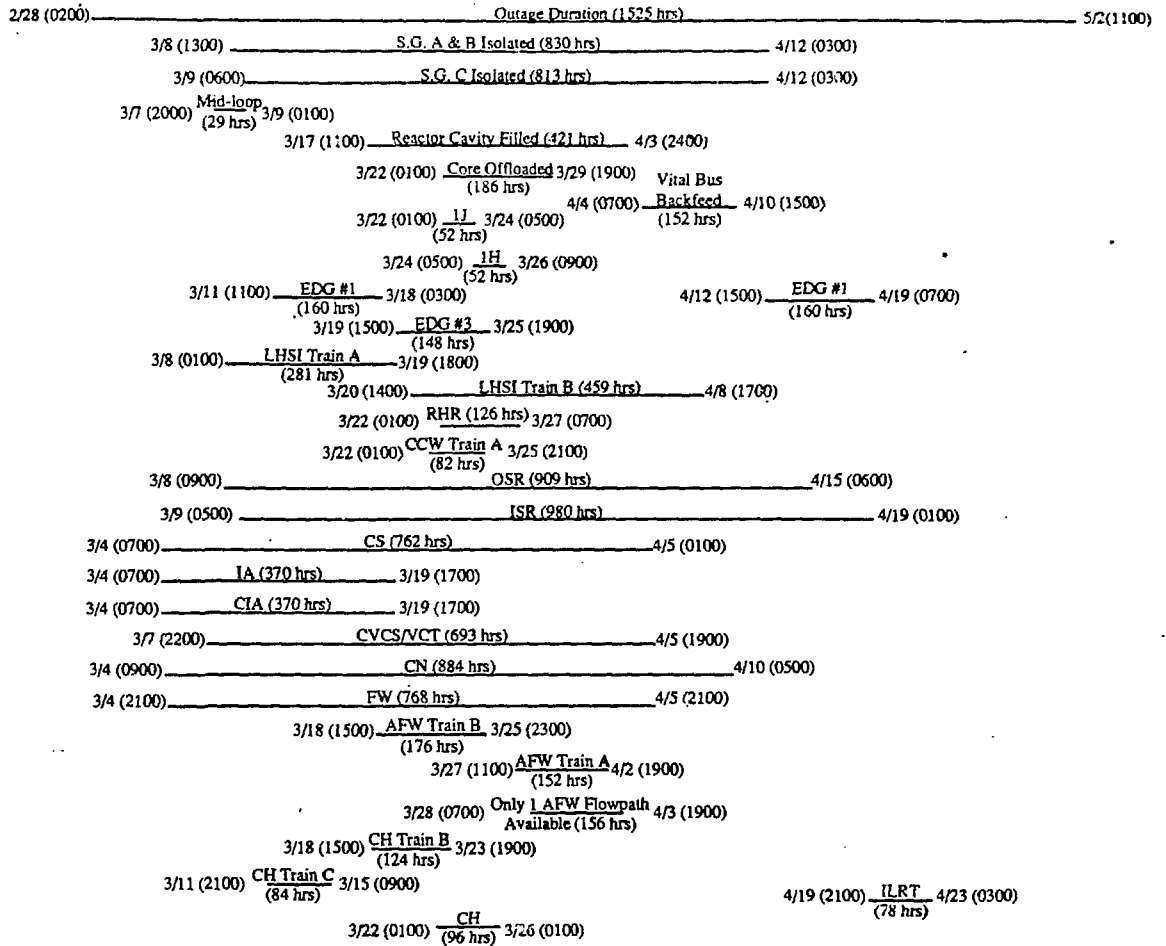 2/28 (0200) Outage Duration (1525 hrs) 5/2(1100)
3/8 (1300) S.G. A & B Isolated (830 hrs) 4/12 (0300)
3/9 (0600) S.G. C Isolated (813 hrs) 4/12 (0300)
3/7 (2000) Mid-loop (29 hrs) 3/9 (0100)
3/17 (1100) Reactor Cavity Filled (421 hrs) 4/3 (2400)
3/22 (0100) Core Offloaded (186 hrs) 3/29 (1900)
4/4 (0700) Vital Bus Backfeed (152 hrs) 4/10 (1500)
3/22 (0100) 1J (52 hrs) 3/24 (0500)
3/24 (0500) 1H (52 hrs) 3/26 (0900)
3/11 (1100) EDG #1 (160 hrs) 3/18 (0300)
4/12 (1500) EDG #1 (160 hrs) 4/19 (0700)
3/19 (1500) EDG #3 (148 hrs) 3/25 (1900)
3/8 (0100) LHSI Train A (281 hrs) 3/19 (1800)
3/20 (1400) LHSI Train B (459 hrs) 4/8 (1700)
3/22 (0100) RHR (126 hrs) 3/27 (0700)
3/22 (0100) CCW Train A (82 hrs) 3/25 (2100)
3/8 (0900) OSR (909 hrs) 4/15 (0600)
3/9 (0500) ISR (980 hrs) 4/19 (0100)
3/4 (0700) CS (762 hrs) 4/5 (0100)
3/4 (0700) IA (370 hrs) 3/19 (1700)
3/4 (0700) CIA (370 hrs) 3/19 (1700)
3/7 (2200) CVCS/VCT (693 hrs) 4/5 (1900)
3/4 (0900) CN (884 hrs) 4/10 (0500)
3/4 (2100) FW (768 hrs) 4/5 (2100)
3/18 (1500) AFW Train B (176 hrs) 3/25 (2300)
3/27 (1100) AFW Train A (152 hrs) 4/2 (1900)
3/28 (0700) Only 1 AFW Flowpath Available (156 hrs) 4/3 (1900)
3/18 (1500) CH Train B (124 hrs) 3/23 (1900)
3/11 (2100) CH Train C (84 hrs) 3/15 (0900)
4/19 (2100) ILRT (78 hrs) 4/23 (0300)
3/22 (0100) CH (96 hrs) 3/26 (0100)